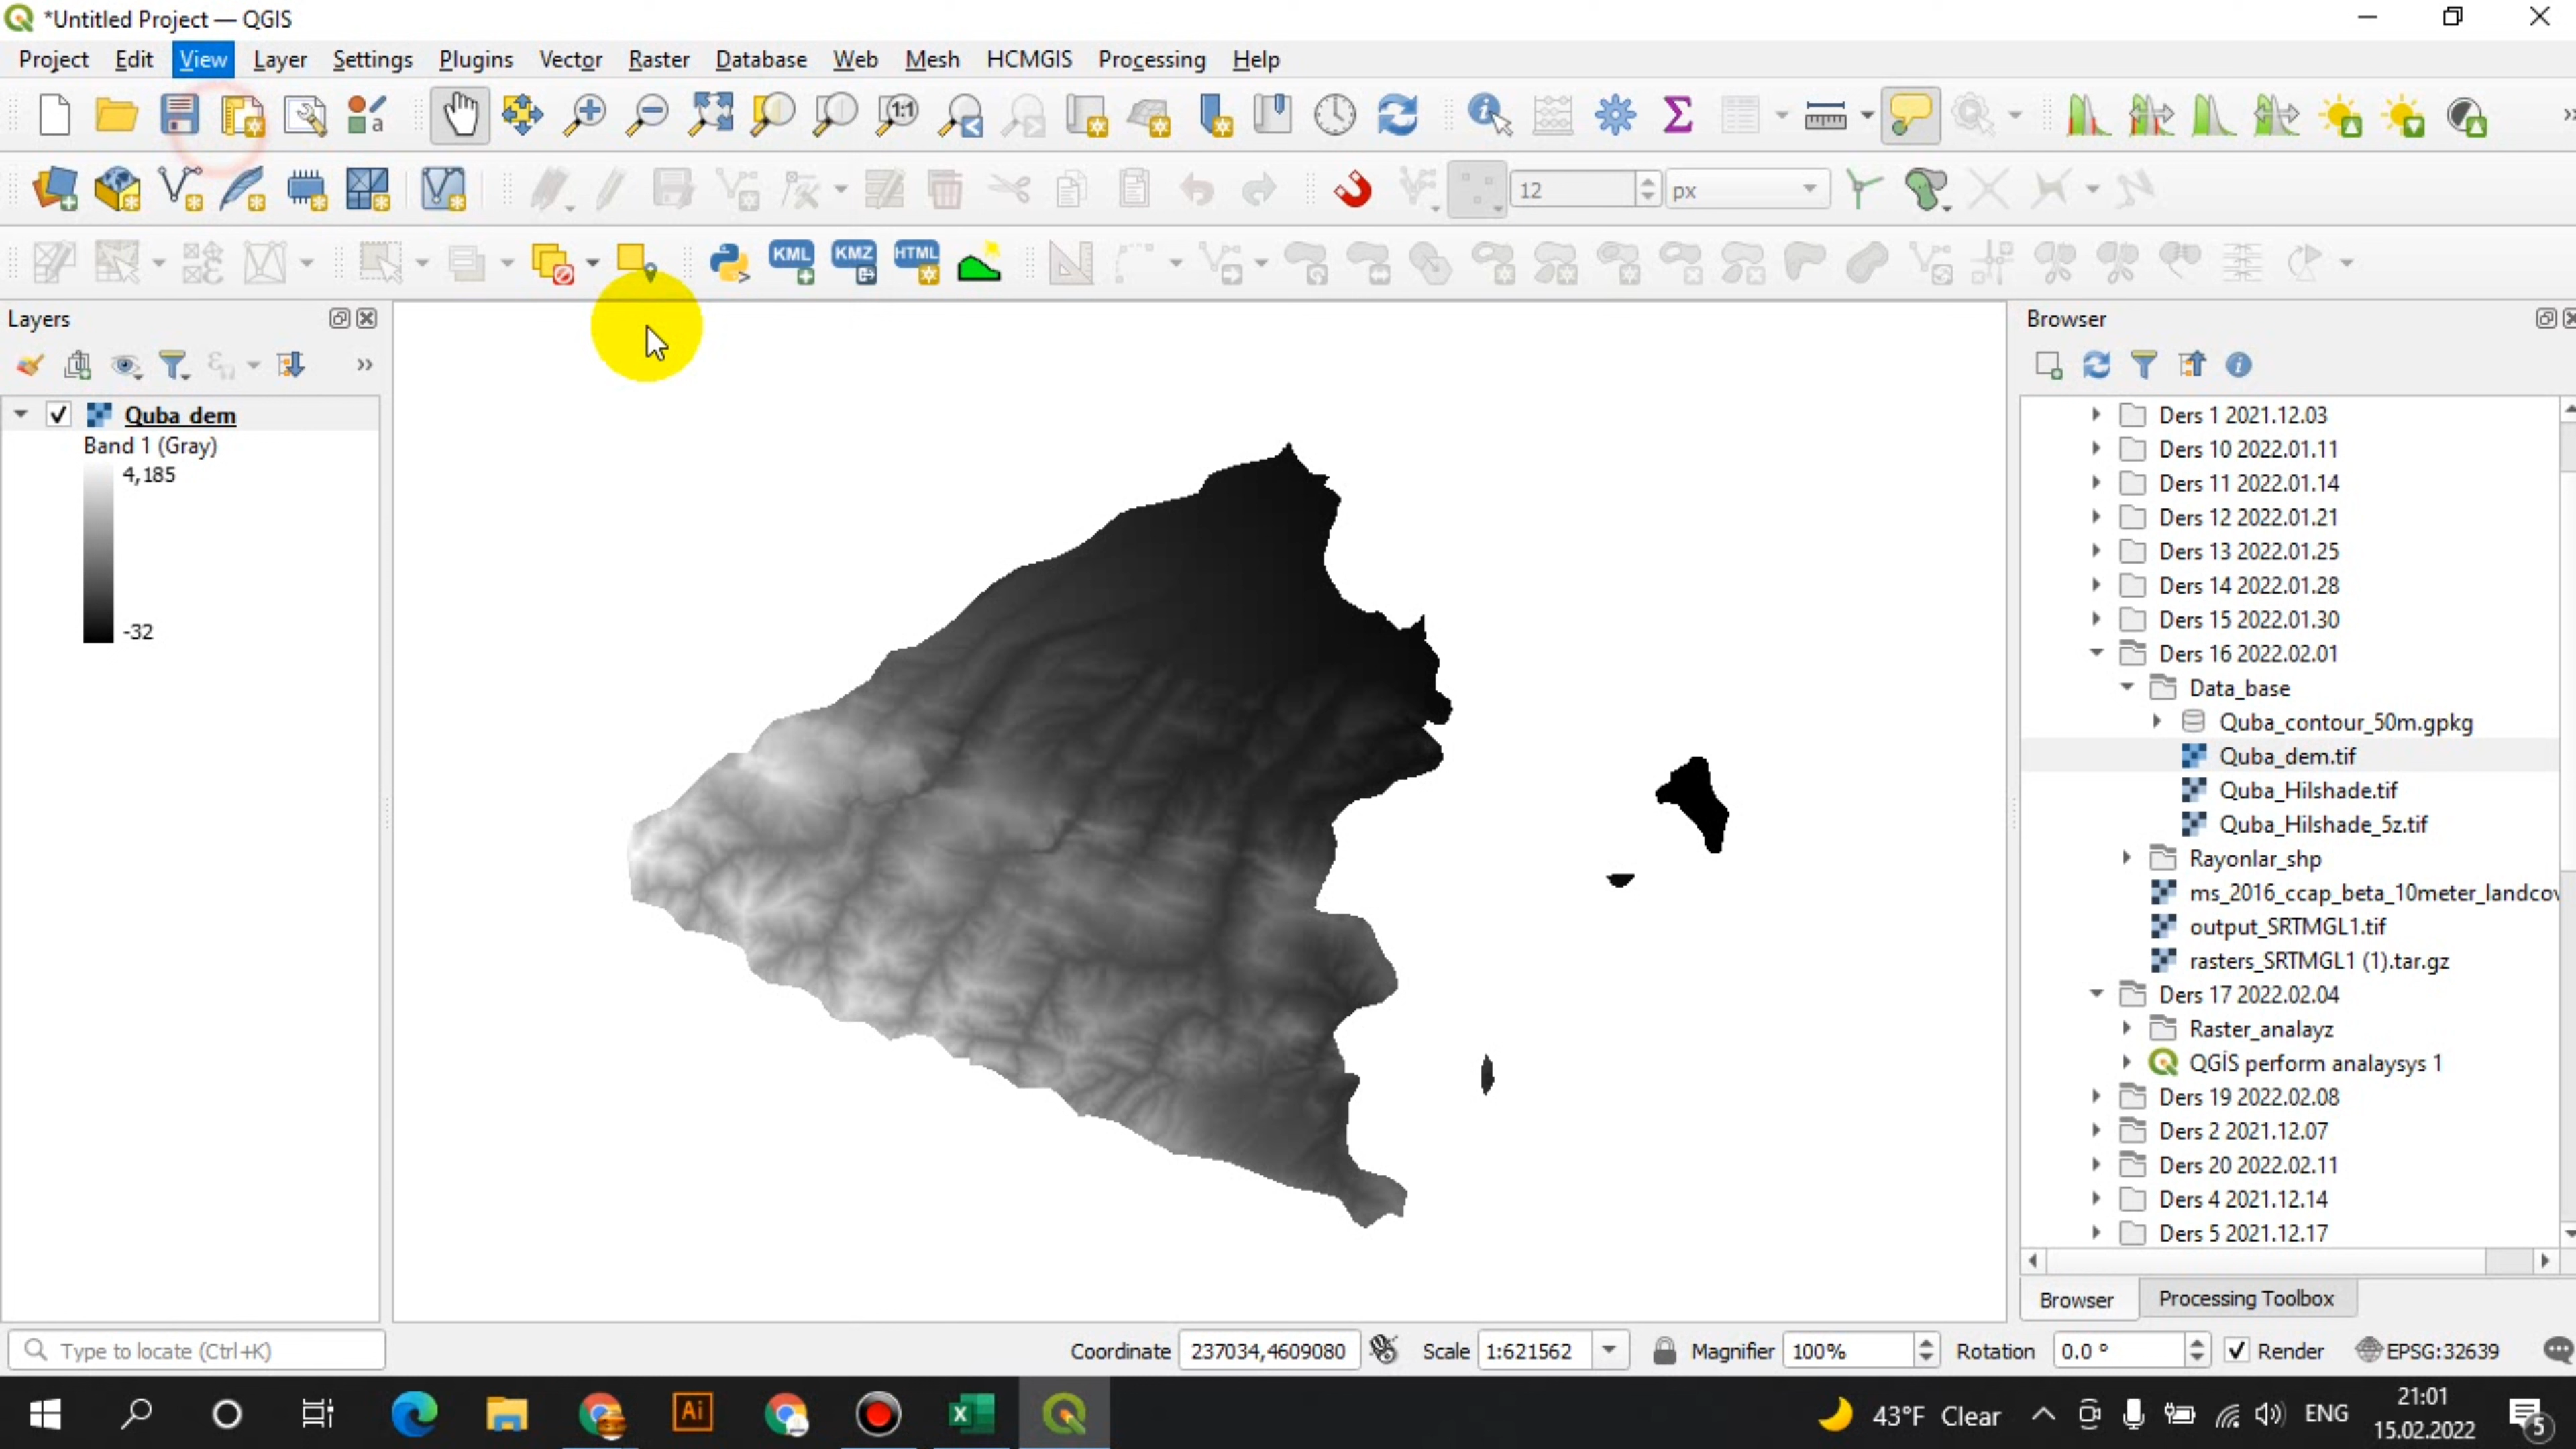 *Untitled Project — QGIS
Project Edit View Layer Settings Plugins Vector Raster Database Web Mesh HCMGIS Processing Help
a 1:1
12 px
KML KMZ HTML
Layers
Quba_dem
Band 1 (Gray)
4,185
-32
Browser
Ders 1 2021.12.03
Ders 10 2022.01.11
Ders 11 2022.01.14
Ders 12 2022.01.21
Ders 13 2022.01.25
Ders 14 2022.01.28
Ders 15 2022.01.30
Ders 16 2022.02.01
Data_base
Quba_contour_50m.gpkg
Quba_dem.tif
Quba_Hilshade.tif
Quba_Hilshade_5z.tif
Rayonlar_shp
ms_2016_ccap_beta_10meter_landcov
output_SRTMGL1.tif
rasters_SRTMGL1 (1).tar.gz
Ders 17 2022.02.04
Raster_analayz
QGİS perform analaysys 1
Ders 19 2022.02.08
Ders 2 2021.12.07
Ders 20 2022.02.11
Ders 4 2021.12.14
Ders 5 2021.12.17
Browser Processing Toolbox
Type to locate (Ctrl+K)
Coordinate 237034,4609080 Scale 1:621562 Magnifier 100% Rotation 0.0 ° Render EPSG:32639
Ai
43°F Clear ENG
21:01
15.02.2022
5